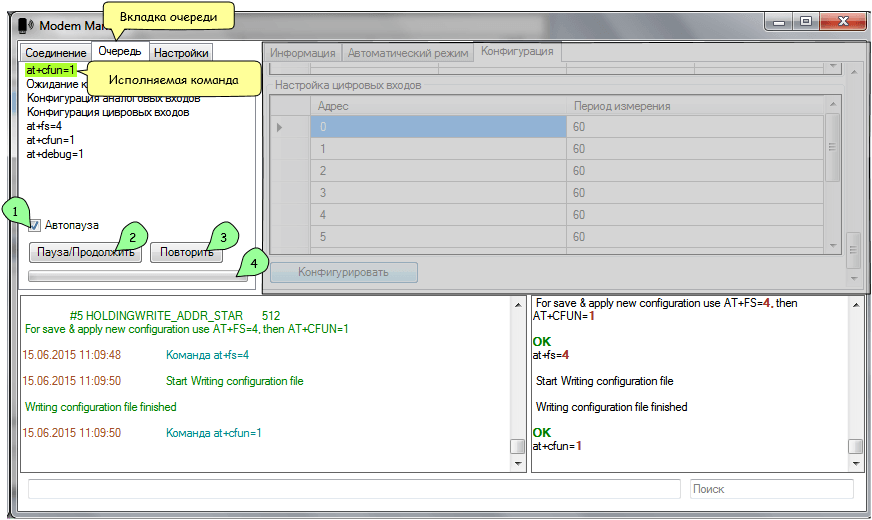 Вкладка очереди
Modem Man
Соединение Очередь Настройки
at+cfun=1
Исполняемая команда
Ожидание к
Конфигурация аналоговых входов
Конфигурация цивровых входов
at+fs=4
at+cfun=1
at+debug=1
1
Автопауза
2
3
Пауза/Продолжить Повторить
4
Информация Автоматический режим Конфигурация
Настройка цифровых входов
Адрес Период измерения
0 60
1 60
2 60
3 60
4 60
5 60
Конфигурировать
#5 HOLDINGWRITE_ADDR_STAR 512
For save & apply new configuration use AT+FS=4, then AT+CFUN=1
15.06.2015 11:09:48 Команда at+fs=4
15.06.2015 11:09:50 Start Writing configuration file
Writing configuration file finished
15.06.2015 11:09:50 Команда at+cfun=1
For save & apply new configuration use AT+FS=4, then
AT+CFUN=1
OK
at+fs=4
Start Writing configuration file
Writing configuration file finished
OK
at+cfun=1
Поиск